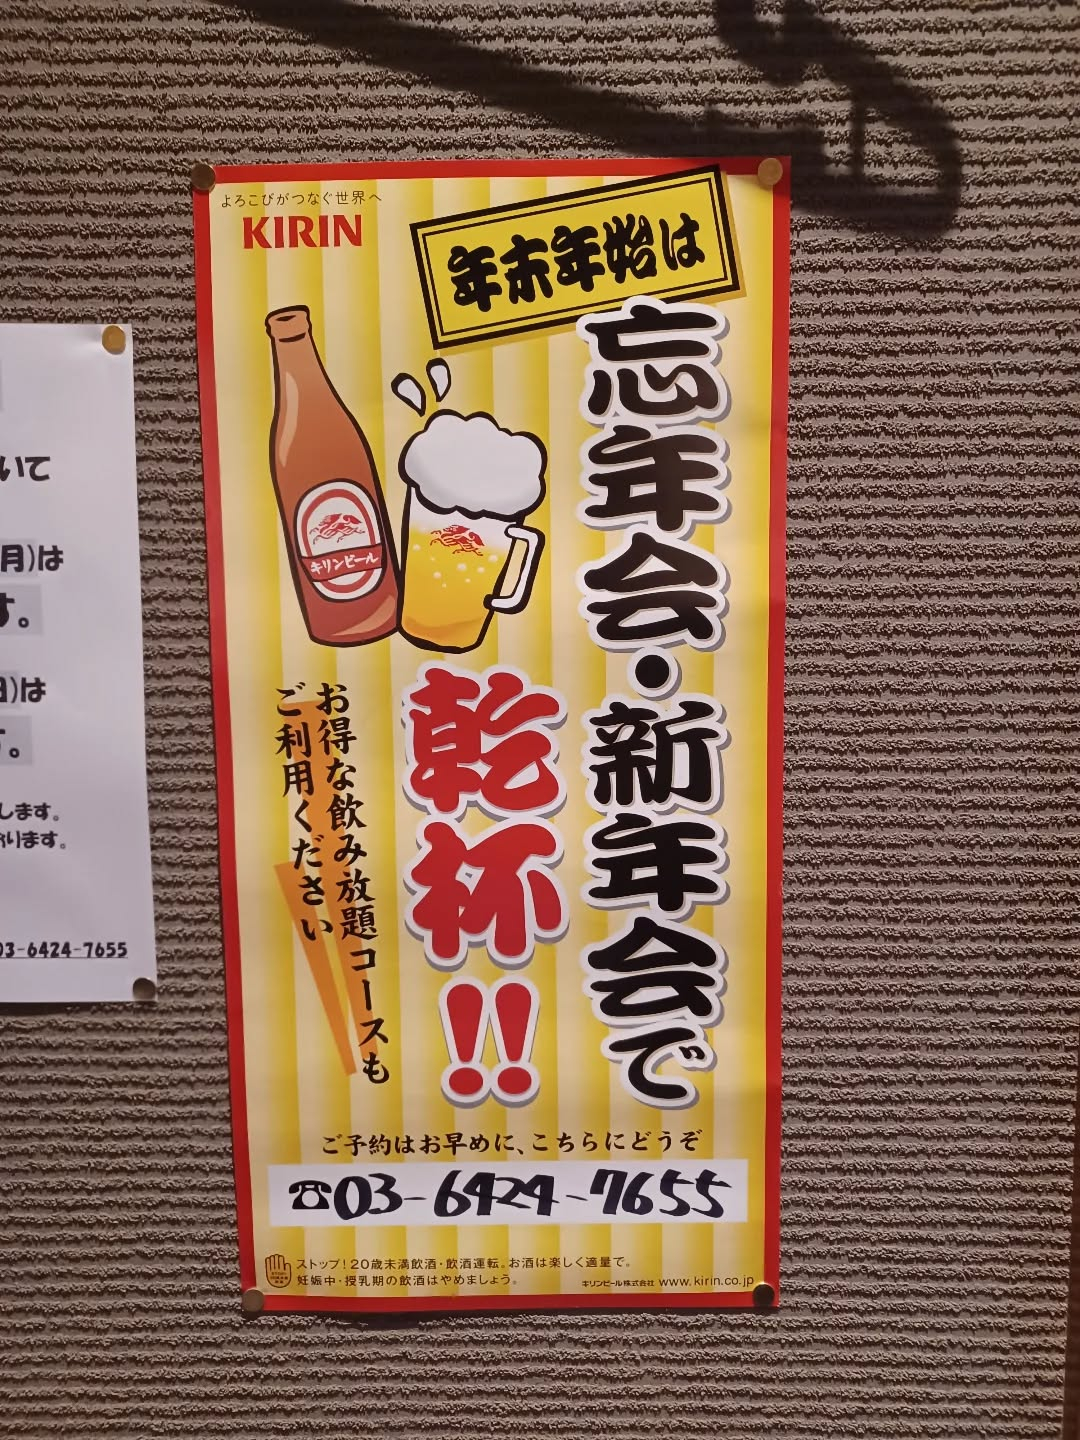 よろこびがつなぐ世界へ
KIRIN
年末年始は
忘年会・新年会で
乾杯!!
キリンビール
お得な飲み放題コースも
ご利用ください
ご予約はお早めに、こちらにどうぞ
☎03-6424-7655
ストップ!20歳未満飲酒・飲酒運転。お酒は楽しく適量で。
妊娠中・授乳期の飲酒はやめましょう。
キリンビール株式会社 www.kirin.co.jp
いて
月)は
す。
日)は
す。
します。
おります。
03-6424-7655